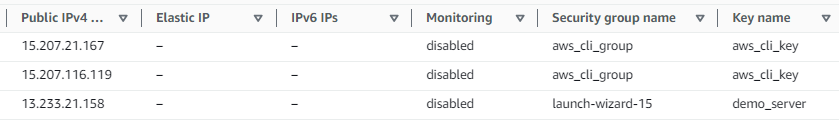 Public IPv4 ... Elastic IP IPv6 IPs Monitoring Security group name Key name
15.207.21.167 – – disabled aws_cli_group aws_cli_key
15.207.116.119 – – disabled aws_cli_group aws_cli_key
13.233.21.158 – – disabled launch-wizard-15 demo_server